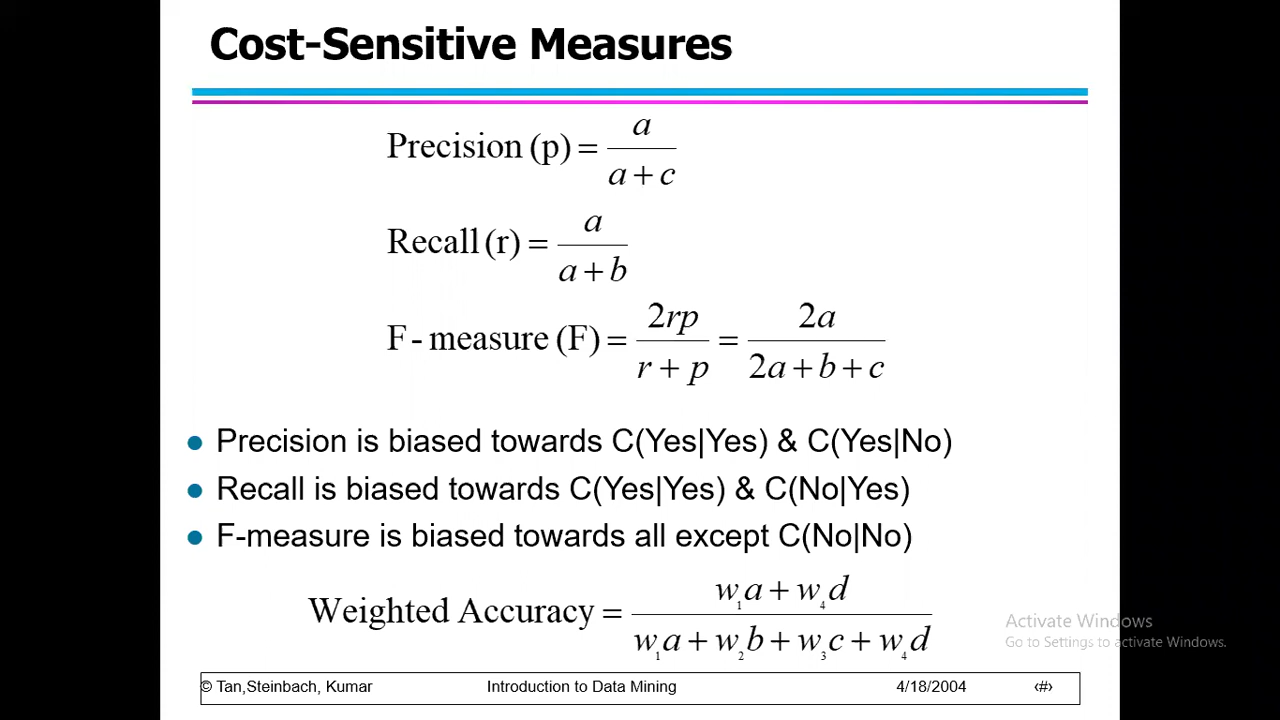 Cost-Sensitive Measures
Precision (p) = a / (a + c)
Recall (r) = a / (a + b)
F - measure (F) = 2rp / (r + p) = 2a / (2a + b + c)
● Precision is biased towards C(Yes|Yes) & C(Yes|No)
● Recall is biased towards C(Yes|Yes) & C(No|Yes)
● F-measure is biased towards all except C(No|No)
Weighted Accuracy = (w₁a + w₄d) / (w₁a + w₂b + w₃c + w₄d)
Activate Windows
Go to Settings to activate Windows.
© Tan,Steinbach, Kumar Introduction to Data Mining 4/18/2004 ‹#›